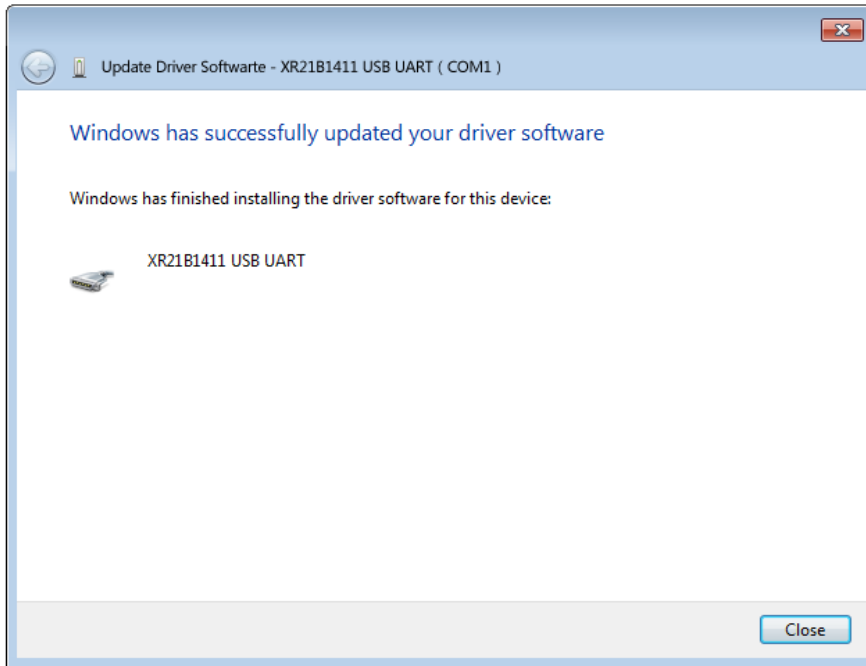 Update Driver Softwarte - XR21B1411 USB UART ( COM1 )
Windows has successfully updated your driver software
Windows has finished installing the driver software for this device:
XR21B1411 USB UART
Close